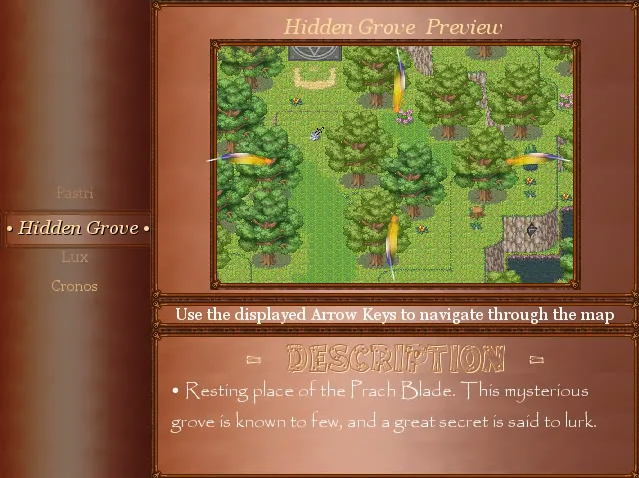 Hidden Grove Preview
Pastri
• Hidden Grove •
Lux
Cronos
Use the displayed Arrow Keys to navigate through the map
- DESCRIPTION -
• Resting place of the Prach Blade. This mysterious
grove is known to few, and a great secret is said to lurk.